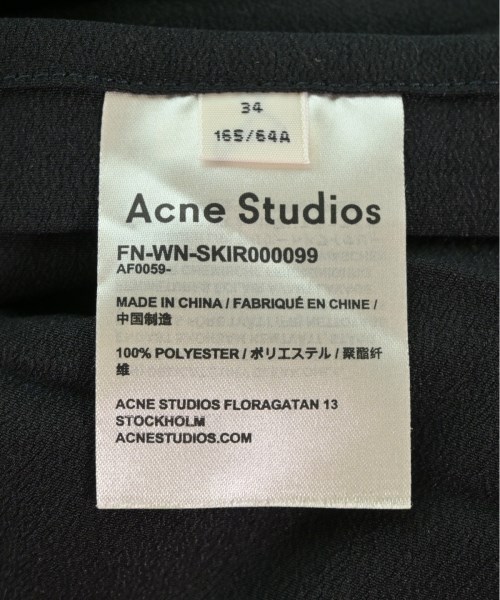 34
165/64A
Acne Studios
FN-WN-SKIR000099
AF0059-
MADE IN CHINA / FABRIQUÉ EN CHINE /
中国制造
100% POLYESTER / ポリエステル / 聚酯纤
维
ACNE STUDIOS FLORAGATAN 13
STOCKHOLM
ACNESTUDIOS.COM